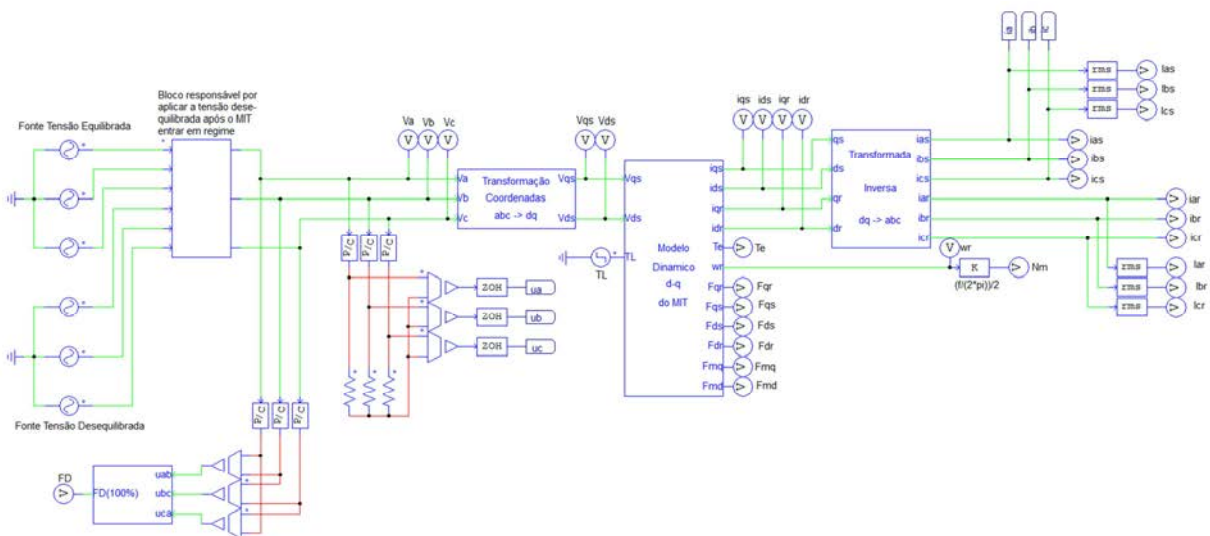 Fonte Tensão Equilibrada
Bloco responsável por
aplicar a tensão dese-
quilibrada após o MIT
entrar em regime
Fonte Tensão Desequilibrada
Va
Vb
Vc
V
V
V
Va
Vb
Vc
Transformação
Coordenadas
abc -> dq
Vqs
Vds
Vqs
Vds
V
V
P/C
P/C
P/C
ZOH
ua
ZOH
ub
ZOH
uc
TL
Vqs
Vds
TL
Modelo
Dinamico
d-q
do MIT
iqs
ids
iqr
idr
Te
wr
Fqr
Fqs
Fds
Fdr
Fmq
Fmd
iqs
ids
iqr
idr
V
V
V
V
Te
Fqr
Fqs
Fds
Fdr
Fmq
Fmd
qs
ds
qr
dr
Transformada
Inversa
dq -> abc
ias
ibs
ics
iar
ibr
icr
wr
V
K
(f/(2*pi))/2
Nm
ia
ib
ic
rms
Ias
rms
Ibs
rms
Ics
ias
ibs
ics
iar
ibr
icr
rms
Iar
rms
Ibr
rms
Icr
P/C
P/C
P/C
FD
V
FD(100%)
uab
ubc
uca